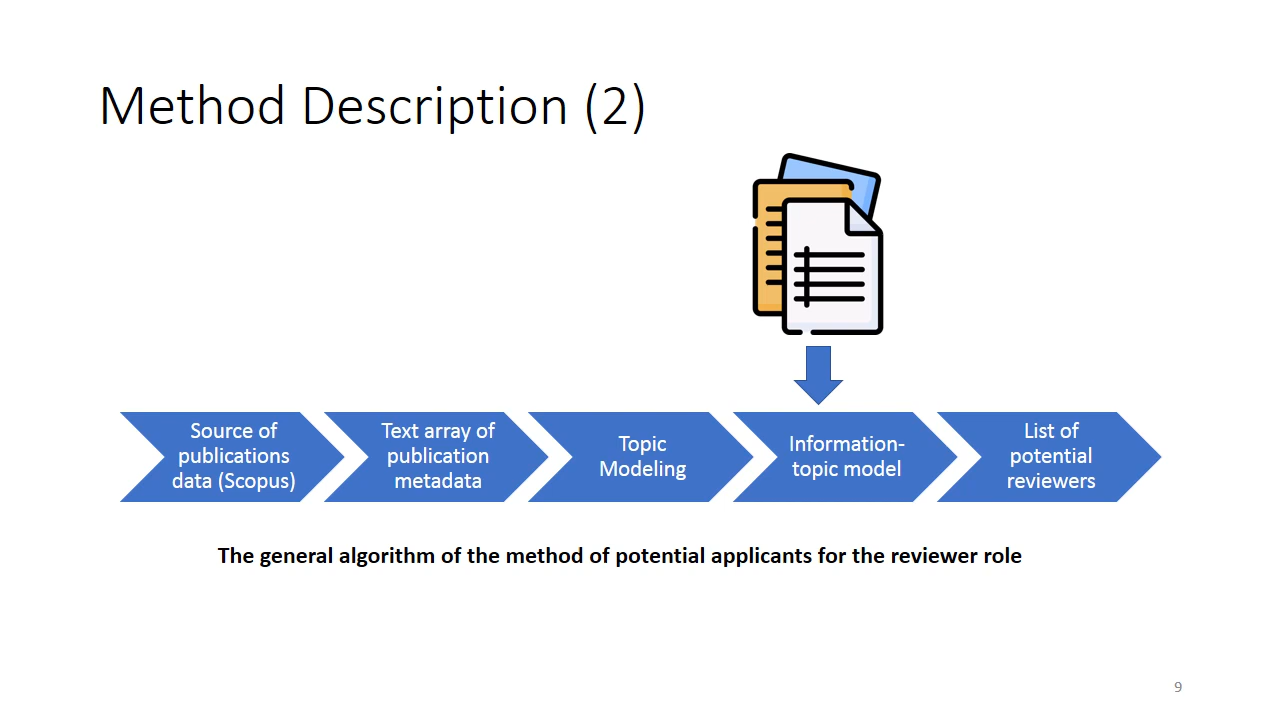 Method Description (2)
Source of
publications
data (Scopus)
Text array of
publication
metadata
Topic
Modeling
Information-
topic model
List of
potential
reviewers
The general algorithm of the method of potential applicants for the reviewer role
9